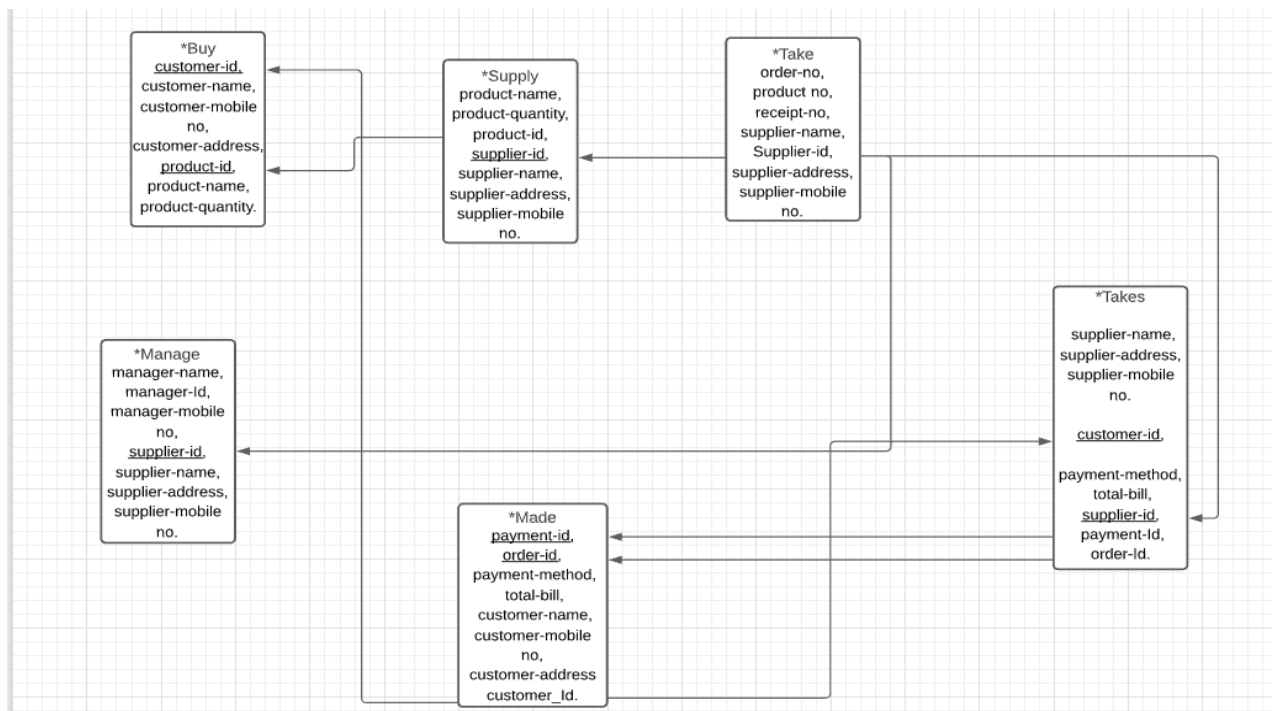 *Buy
customer-id,
customer-name,
customer-mobile
no,
customer-address,
product-id,
product-name,
product-quantity.
*Supply
product-name,
product-quantity,
product-id,
supplier-id,
supplier-name,
supplier-address,
supplier-mobile
no.
*Take
order-no,
product no,
receipt-no,
supplier-name,
Supplier-id,
supplier-address,
supplier-mobile
no.
*Takes
supplier-name,
supplier-address,
supplier-mobile
no.
customer-id,
payment-method,
total-bill,
supplier-id,
payment-Id,
order-Id.
*Manage
manager-name,
manager-Id,
manager-mobile
no,
supplier-id,
supplier-name,
supplier-address,
supplier-mobile
no.
*Made
payment-id,
order-id,
payment-method,
total-bill,
customer-name,
customer-mobile
no,
customer-address
customer_Id.